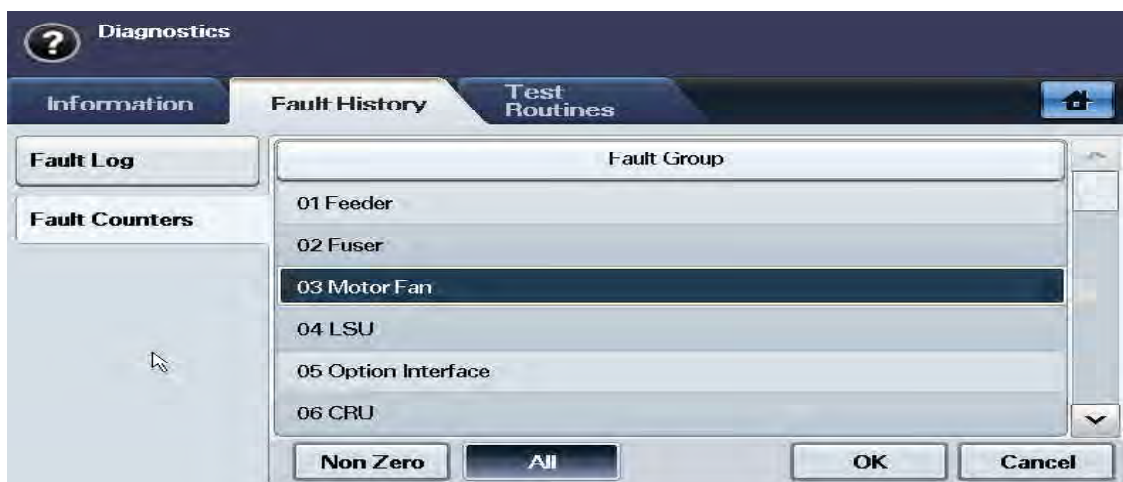 ?
Diagnostics
Information
Fault History
Test
Routines
Fault Log
Fault Counters
Fault Group
01 Feeder
02 Fuser
03 Motor Fan
04 LSU
05 Option Interface
06 CRU
Non Zero
All
OK
Cancel